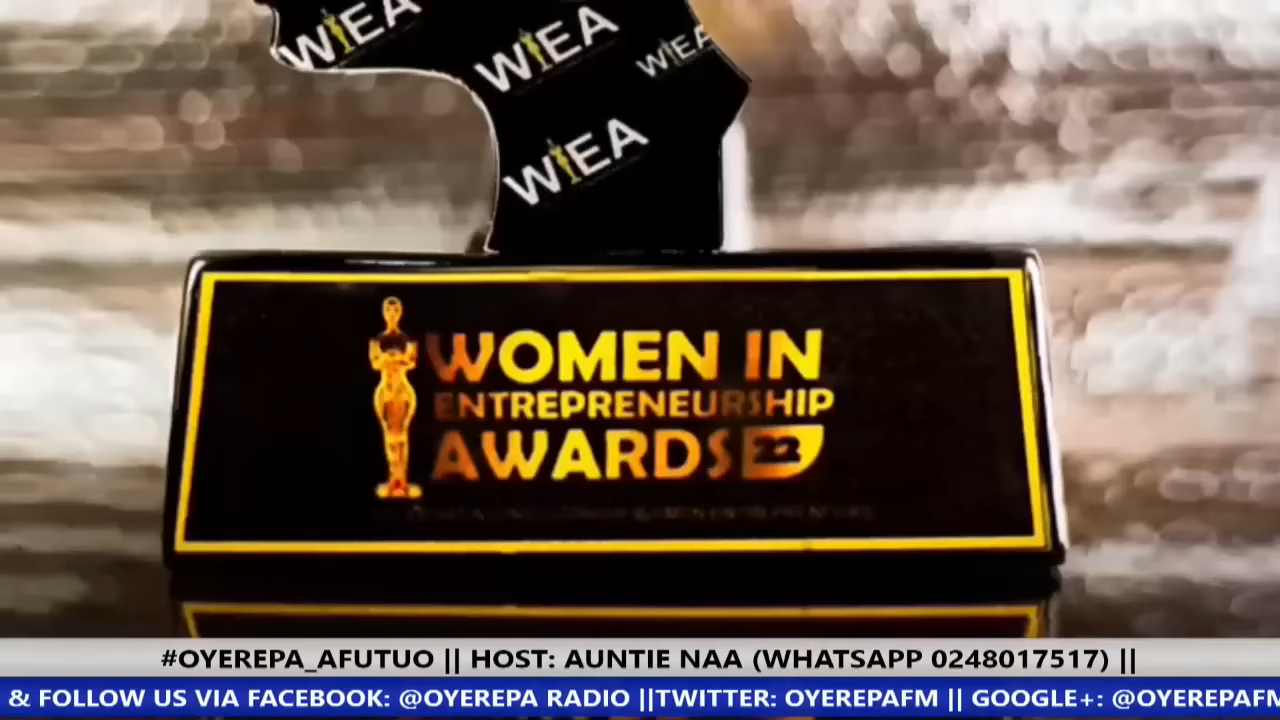 WIEA
WIEA
WIEA
WIEA
WOMEN IN
ENTREPRENEURSHIP
AWARDS 22
#OYEREPA_AFUTUO || HOST: AUNTIE NAA (WHATSAPP 0248017517) ||
& FOLLOW US VIA FACEBOOK: @OYEREPA RADIO ||TWITTER: OYEREPAFM || GOOGLE+: @OYEREPAFM